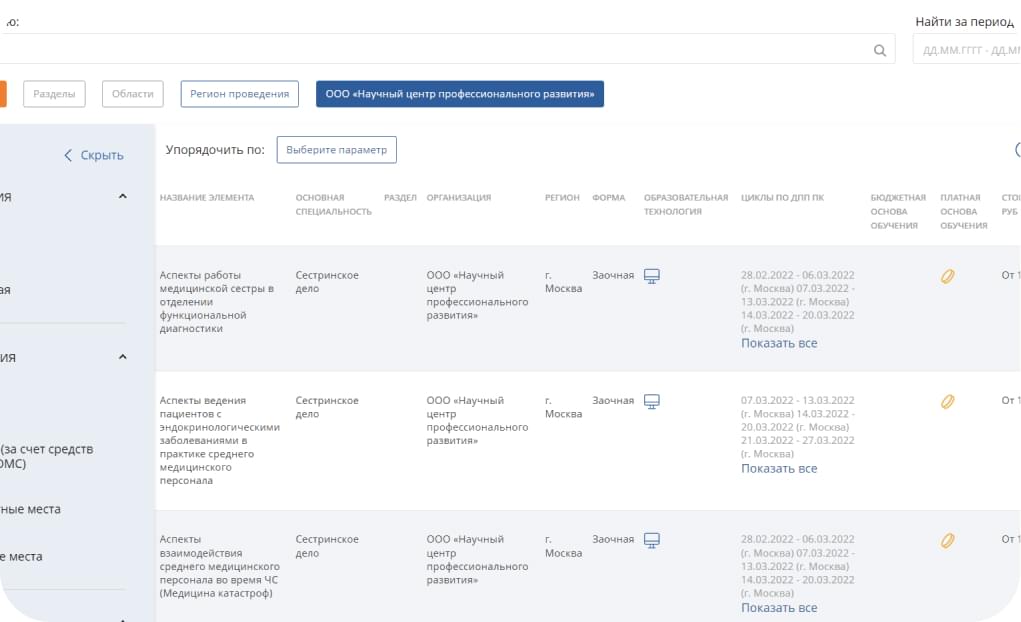 ю:
Найти за период
ДД.ММ.ГГГГ - ДД.М
Разделы
Области
Регион проведения
ООО «Научный центр профессионального развития»
Скрыть
Упорядочить по:
Выберите параметр
НАЗВАНИЕ ЭЛЕМЕНТА
ОСНОВНАЯ
СПЕЦИАЛЬНОСТЬ
РАЗДЕЛ
ОРГАНИЗАЦИЯ
РЕГИОН
ФОРМА
ОБРАЗОВАТЕЛЬНАЯ
ТЕХНОЛОГИЯ
ЦИКЛЫ ПО ДПП ПК
БЮДЖЕТНАЯ
ОСНОВА
ОБУЧЕНИЯ
ПЛАТНАЯ
ОСНОВА
ОБУЧЕНИЯ
РУБ
ия
ая
ия
(за счет средств
ОМС)
ные места
е места
Аспекты работы
медицинской сестры в
отделении
функциональной
диагностики
Сестринское
дело
ООО «Научный
центр
профессионального
развития»
г.
Москва
Заочная
28.02.2022 - 06.03.2022
(г. Москва) 07.03.2022 -
13.03.2022 (г. Москва)
14.03.2022 - 20.03.2022
(г. Москва)
Показать все
От 1
Аспекты ведения
пациентов с
эндокринологическими
заболеваниями в
практике среднего
медицинского
персонала
Сестринское
дело
ООО «Научный
центр
профессионального
развития»
г.
Москва
Заочная
07.03.2022 - 13.03.2022
(г. Москва) 14.03.2022 -
20.03.2022 (г. Москва)
21.03.2022 - 27.03.2022
(г. Москва)
Показать все
От 1
Аспекты
взаимодействия
среднего медицинского
персонала во время ЧС
(Медицина катастроф)
Сестринское
дело
ООО «Научный
центр
профессионального
развития»
г.
Москва
Заочная
28.02.2022 - 06.03.2022
(г. Москва) 07.03.2022 -
13.03.2022 (г. Москва)
14.03.2022 - 20.03.2022
(г. Москва)
Показать все
От 1